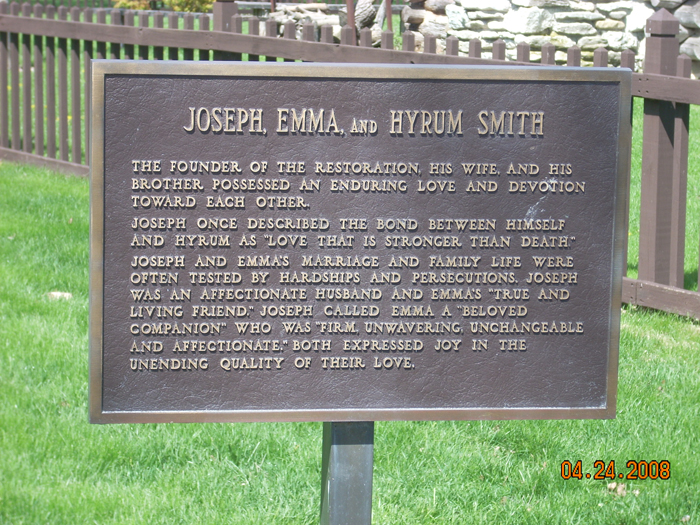 JOSEPH, EMMA, AND HYRUM SMITH
THE FOUNDER OF THE RESTORATION, HIS WIFE, AND HIS
BROTHER POSSESSED AN ENDURING LOVE AND DEVOTION
TOWARD EACH OTHER.
JOSEPH ONCE DESCRIBED THE BOND BETWEEN HIMSELF
AND HYRUM AS "LOVE THAT IS STRONGER THAN DEATH."
JOSEPH AND EMMA'S MARRIAGE AND FAMILY LIFE WERE
OFTEN TESTED BY HARDSHIPS AND PERSECUTIONS. JOSEPH
WAS AN AFFECTIONATE HUSBAND AND EMMA'S "TRUE AND
LIVING FRIEND." JOSEPH CALLED EMMA A "BELOVED
COMPANION" WHO WAS "FIRM, UNWAVERING, UNCHANGEABLE
AND AFFECTIONATE." BOTH EXPRESSED JOY IN THE
UNENDING QUALITY OF THEIR LOVE.
04.24.2008